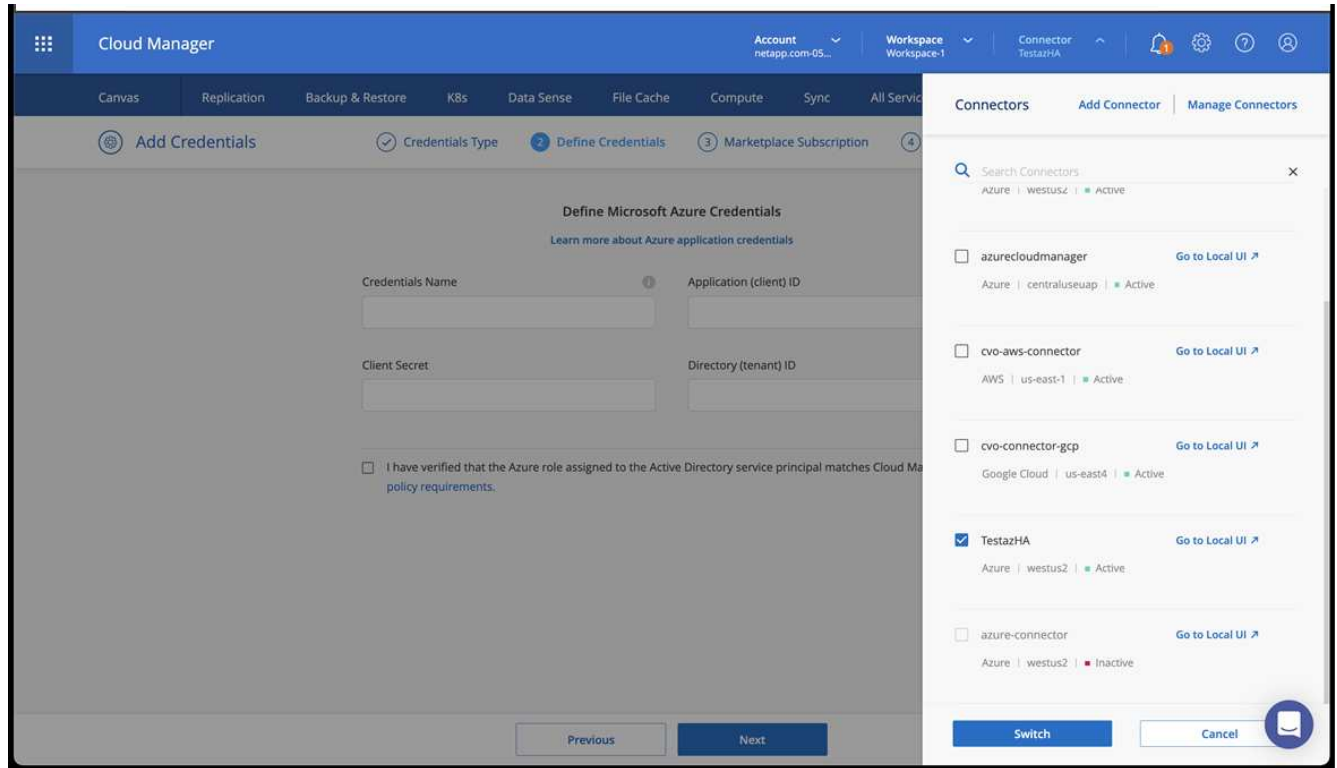 Cloud Manager
Account
netapp.com-05...
Workspace
Workspace-1
Connector
TestazHA
1
Canvas Replication Backup & Restore K8s Data Sense File Cache Compute Sync All Servic
Add Credentials
Credentials Type 2 Define Credentials 3 Marketplace Subscription 4
Define Microsoft Azure Credentials
Learn more about Azure application credentials
Credentials Name Application (client) ID
Client Secret Directory (tenant) ID
I have verified that the Azure role assigned to the Active Directory service principal matches Cloud Ma
policy requirements.
Previous Next
Connectors Add Connector | Manage Connectors
Search Connectors
Azure | westus2 | Active
azurecloudmanager Go to Local UI
Azure | centraluseuap | Active
cvo-aws-connector Go to Local UI
AWS | us-east-1 | Active
cvo-connector-gcp Go to Local UI
Google Cloud | us-east4 | Active
TestazHA Go to Local UI
Azure | westus2 | Active
azure-connector Go to Local UI
Azure | westus2 | Inactive
Switch Cancel